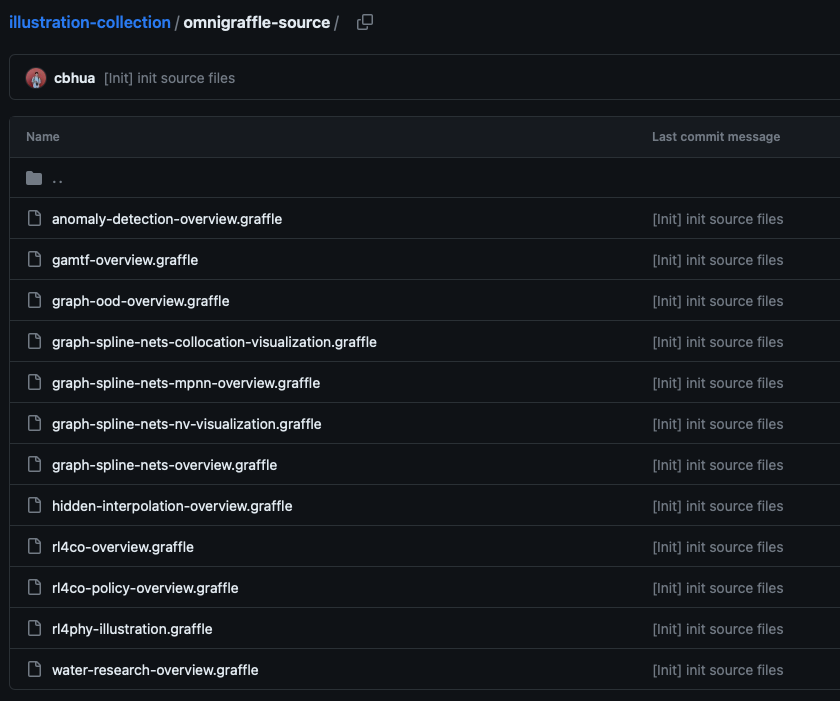 illustration-collection / omnigraffle-source /
cbhua [Init] init source files
Name Last commit message
..
anomaly-detection-overview.graffle [Init] init source files
gamtf-overview.graffle [Init] init source files
graph-ood-overview.graffle [Init] init source files
graph-spline-nets-collocation-visualization.graffle [Init] init source files
graph-spline-nets-mpnn-overview.graffle [Init] init source files
graph-spline-nets-nv-visualization.graffle [Init] init source files
graph-spline-nets-overview.graffle [Init] init source files
hidden-interpolation-overview.graffle [Init] init source files
rl4co-overview.graffle [Init] init source files
rl4co-policy-overview.graffle [Init] init source files
rl4phy-illustration.graffle [Init] init source files
water-research-overview.graffle [Init] init source files